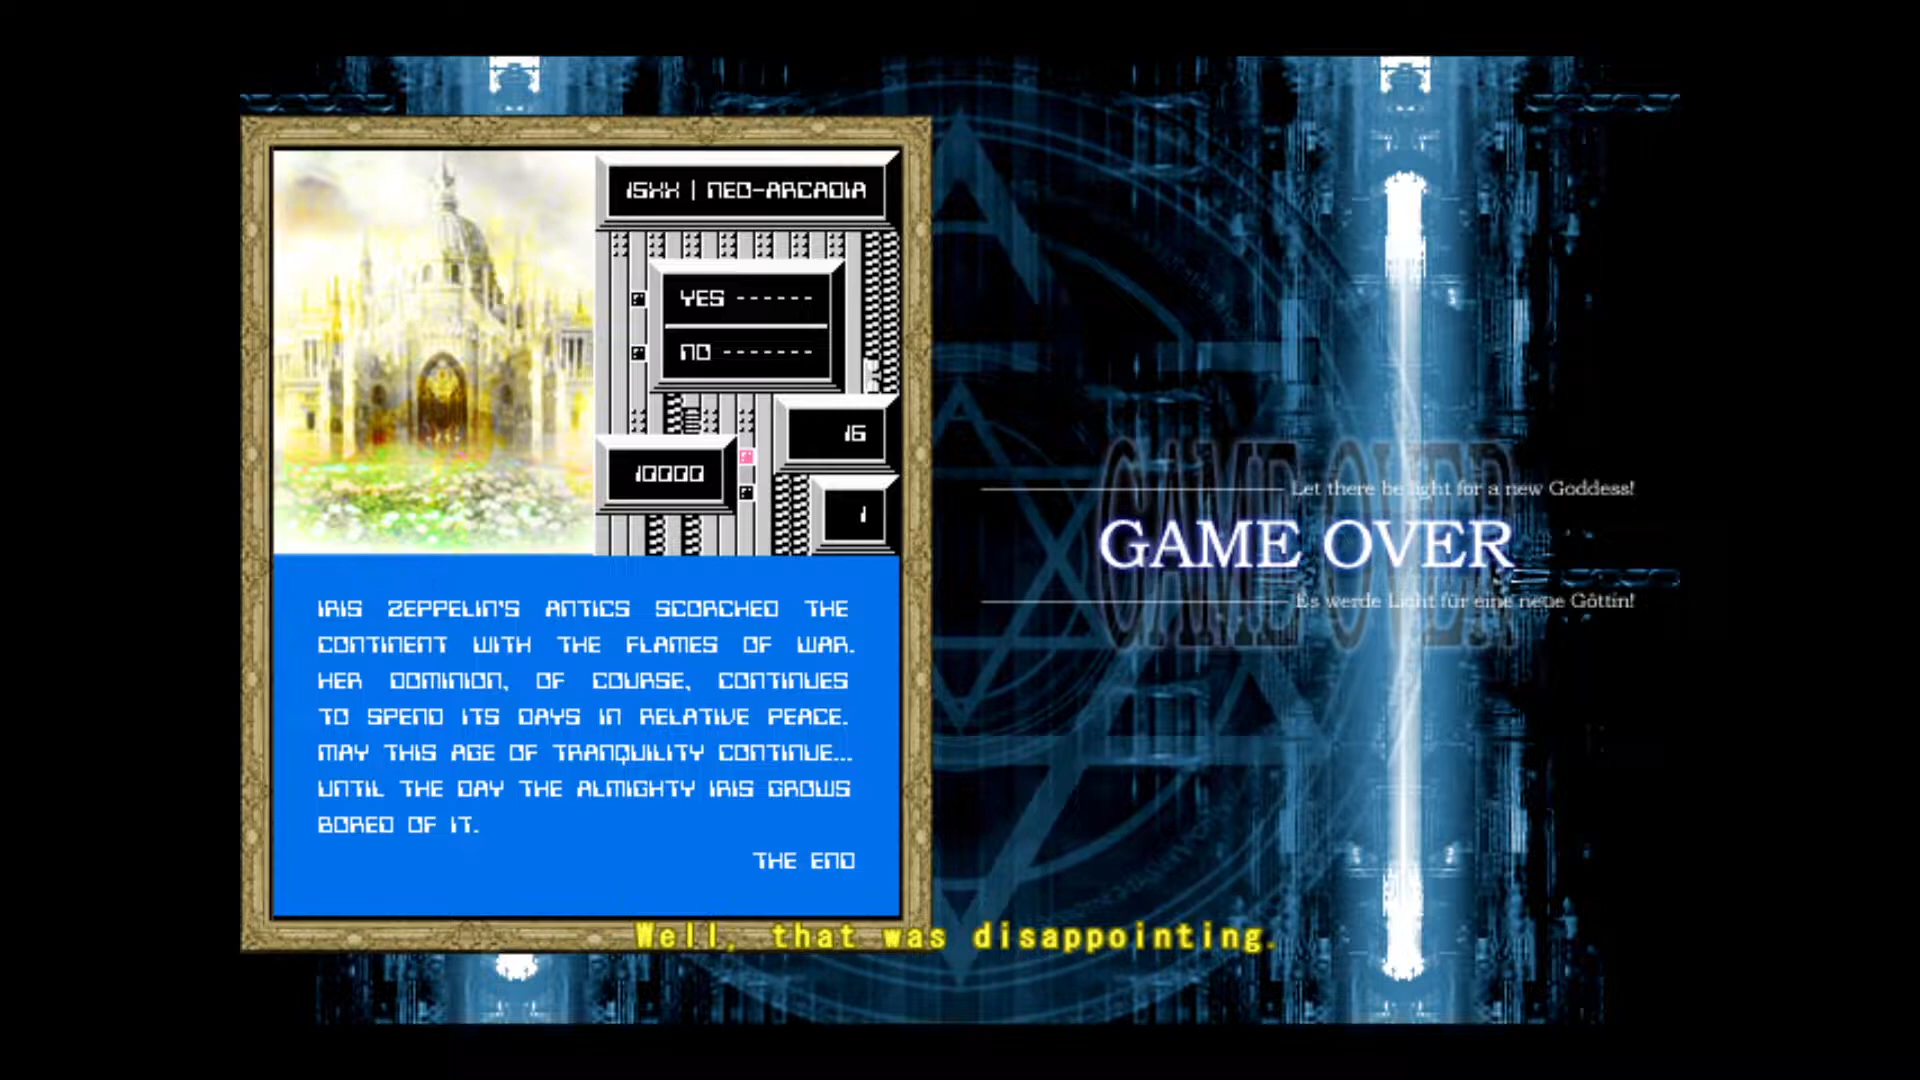 15XX | NEO-ARCADIA
YES ------
NO -------
16
10000
1
IRIS ZEPPELIN'S ANTICS SCORCHED THE
CONTINENT WITH THE FLAMES OF WAR.
HER DOMINION, OF COURSE, CONTINUES
TO SPEND ITS DAYS IN RELATIVE PEACE.
MAY THIS AGE OF TRANQUILITY CONTINUE...
UNTIL THE DAY THE ALMIGHTY IRIS GROWS
BORED OF IT.
THE END
Let there be light for a new Goddess!
GAME OVER
GAME OVER
Es werde Licht für eine neue Göttin!
Well, that was disappointing.